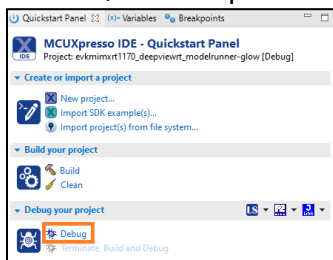 Quickstart Panel (x)= Variables Breakpoints
IDE
MCUXpresso IDE - Quickstart Panel
Project: evkmimxrt1170_deepviewrt_modelrunner-glow [Debug]
Create or import a project
New project...
Import SDK example(s)...
Import project(s) from file system...
Build your project
Build
Clean
Debug your project
LS
Debug
Terminate, Build and Debug